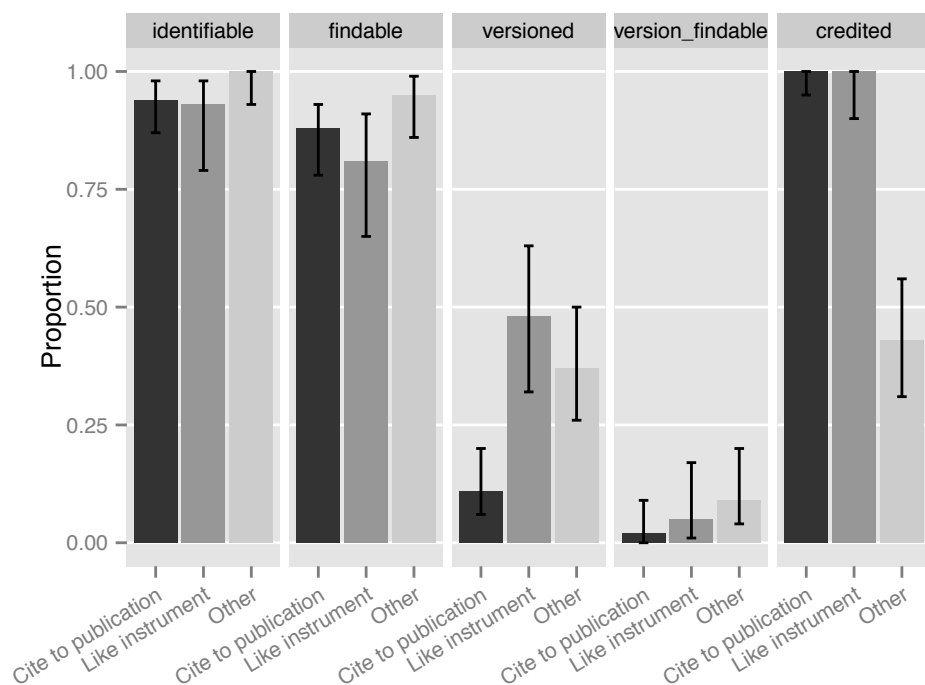 identifiable findable versioned version_findable credited
Proportion
1.00
0.75
0.50
0.25
0.00
Cite to publication
Like instrument
Other
Cite to publication
Like instrument
Other
Cite to publication
Like instrument
Other
Cite to publication
Like instrument
Other
Cite to publication
Like instrument
Other